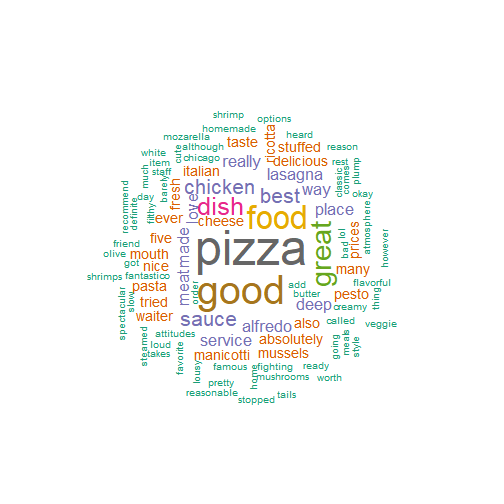 shrimp
options
homemade
heard
mozarella
taste
ricotta
although
stuffed
reason
white
cute
chicago
really
delicious
rest
classic
comes
plump
item
italian
lasagna
staff
much
barely
chicken
best
way
okay
day
fresh
love
dish
food
place
recommend
definite
filthy
ever
cheese
great
prices
bad
lol
atmosphere
however
friend
five
meatmade
pizza
many
olive
mouth
got
nice
shrimps
fantastico
flavorful
thing
pasta
order
good
add
butter
pesto
tried
deep
creamy
spectacular
slow
waiter
sauce
alfredo
also
called
veggie
steamed
attitudes
service
absolutely
going
meals
style
loud
takes
favorite
manicotti
mussels
lousy
famous
fighting
ready
home
mushrooms
worth
pretty
reasonable
stopped
tails